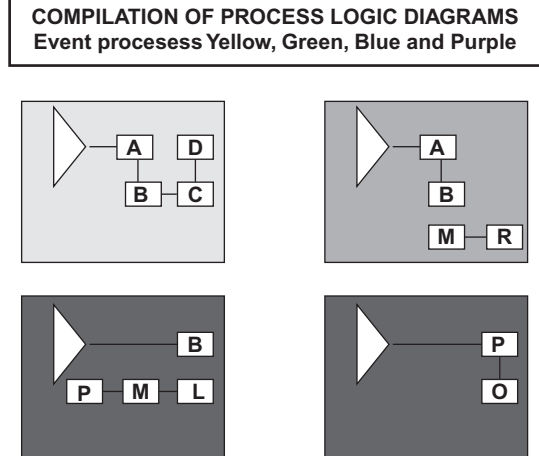 COMPILATION OF PROCESS LOGIC DIAGRAMS
Event procesess Yellow, Green, Blue and Purple
A D
B C
A
B
M R
B
P M L
P
O